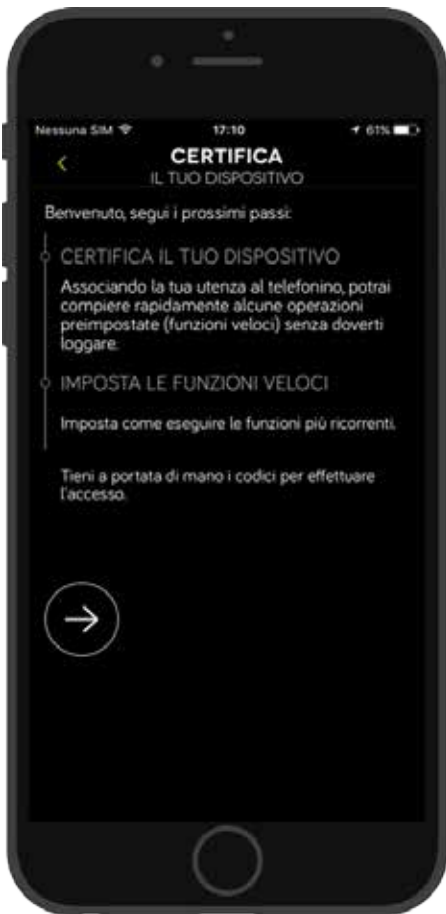 Nessuna SIM 17:10 61%
CERTIFICA
IL TUO DISPOSITIVO
Benvenuto, segui i prossimi passi:
CERTIFICA IL TUO DISPOSITIVO
Associando la tua utenza al telefonino, potrai
compiere rapidamente alcune operazioni
preimpostate (funzioni veloci) senza doverti
loggare.
IMPOSTA LE FUNZIONI VELOCI
Imposta come eseguire le funzioni più ricorrenti.
Tieni a portata di mano i codici per effettuare
l'accesso.